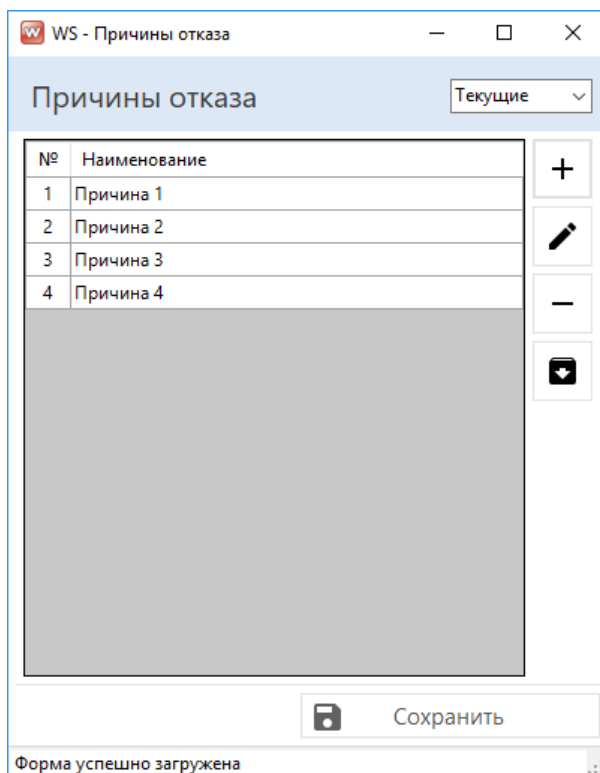 WS - Причины отказа
Причины отказа
Текущие
№ Наименование
1 Причина 1
2 Причина 2
3 Причина 3
4 Причина 4
Сохранить
Форма успешно загружена